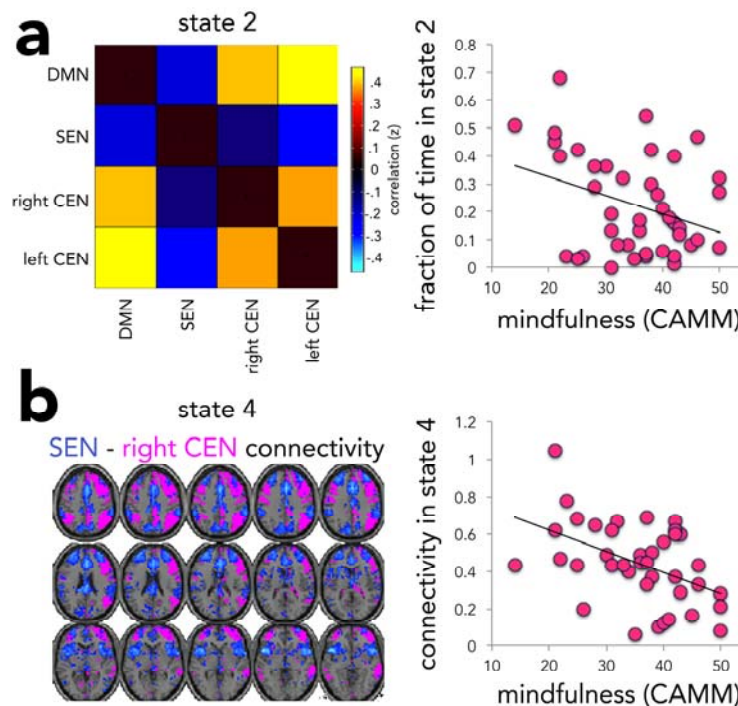 a
state 2
DMN
SEN
right CEN
left CEN
DMN
SEN
right CEN
left CEN
.4
.3
.2
.1
0
-.1
-.2
-.3
-.4
correlation (z)
fraction of time in state 2
0.8
0.7
0.6
0.5
0.4
0.3
0.2
0.1
0
10 20 30 40 50
mindfulness (CAMM)
b
state 4
SEN - right CEN connectivity
connectivity in state 4
1.2
1
0.8
0.6
0.4
0.2
0
10 20 30 40 50
mindfulness (CAMM)